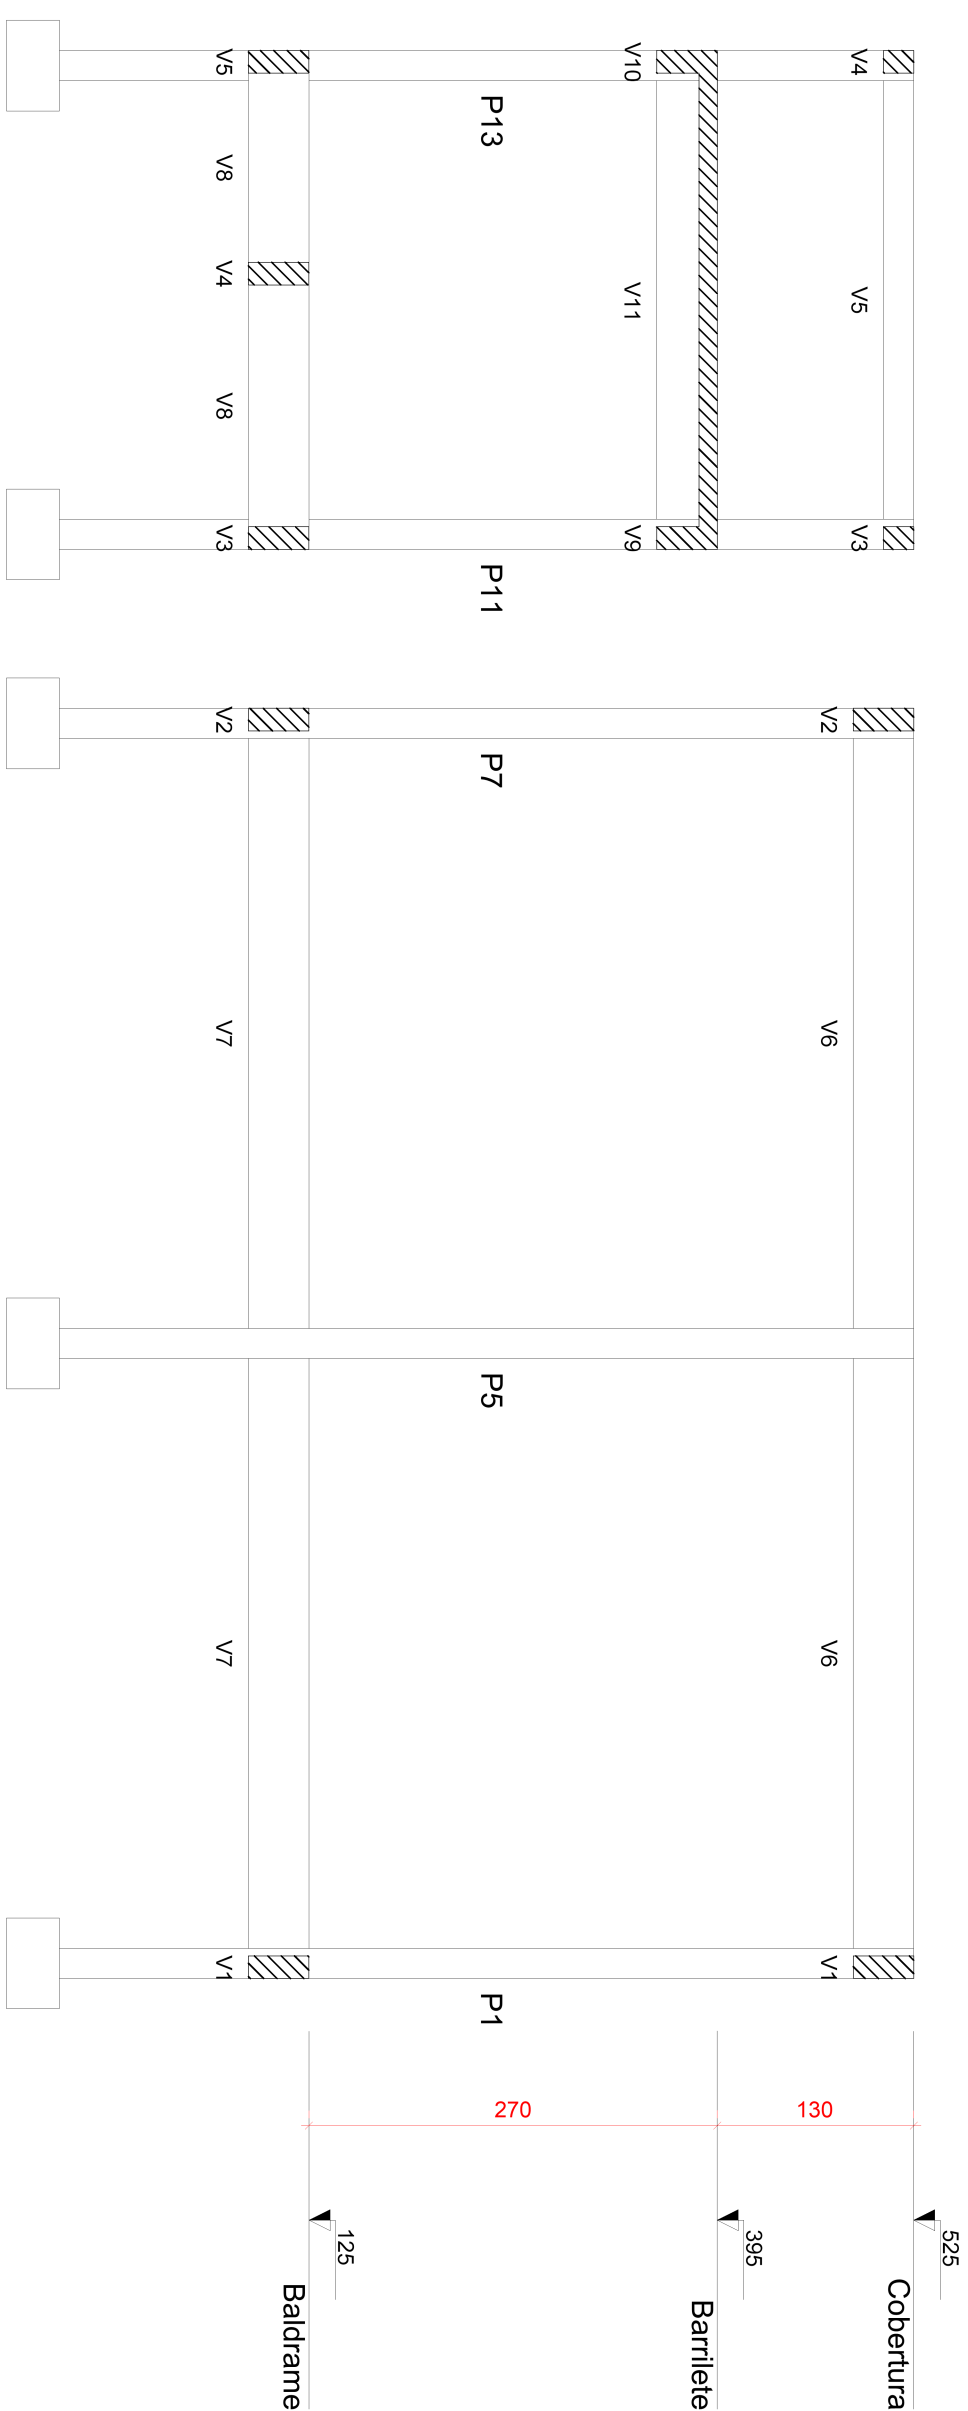 525
Cobertura
V4 V5 V3
V2 V6 V6 V1
130
395
Barrilete
V10 V11 V9
270
P13 P11 P7 P5 P1
125
Baldrame
V5 V8 V4 V8 V3 V2 V7 V7 V1